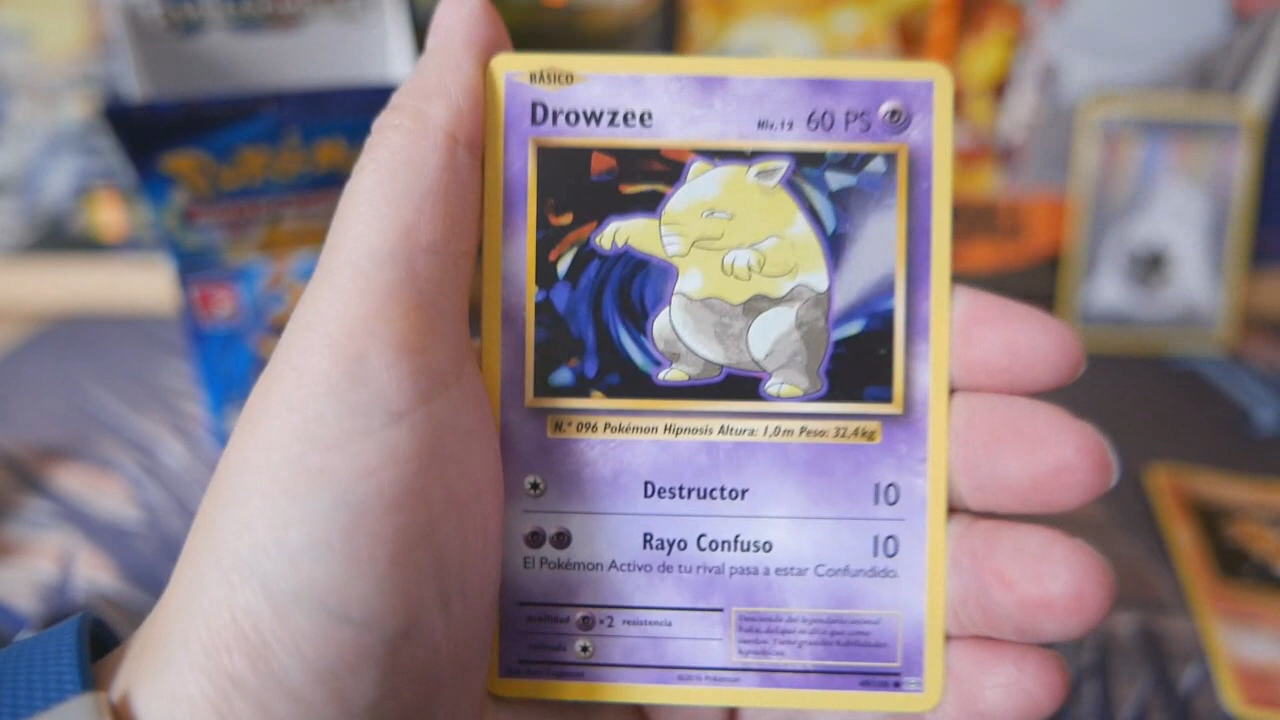 Pokémon
BÁSICO
Drowzee
Niv.12 60 PS
N.º 096 Pokémon Hipnosis Altura: 1,0 m Peso: 32,4 kg
Destructor 10
Rayo Confuso 10
El Pokémon Activo de tu rival pasa a estar Confundido.
debilidad ×2 resistencia
retirada
©2016 Pokémon